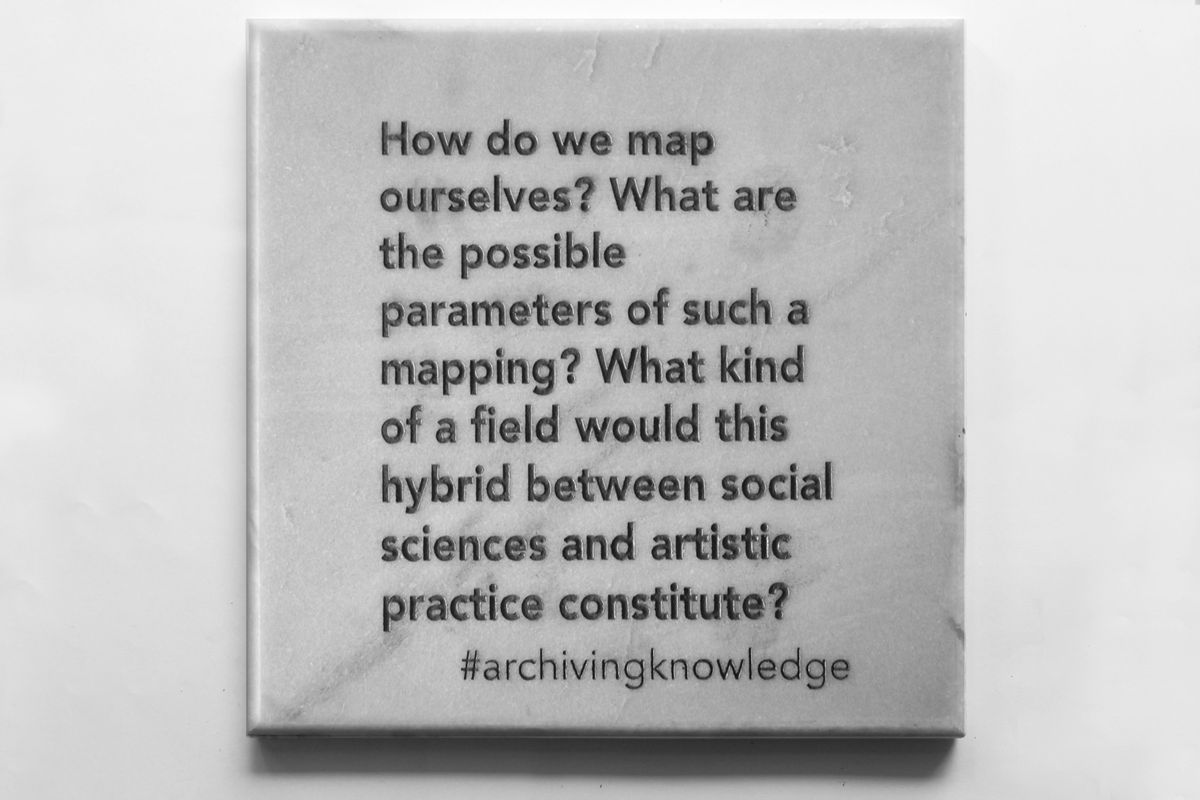 How do we map
ourselves? What are
the possible
parameters of such a
mapping? What kind
of a field would this
hybrid between social
sciences and artistic
practice constitute?
#archivingknowledge